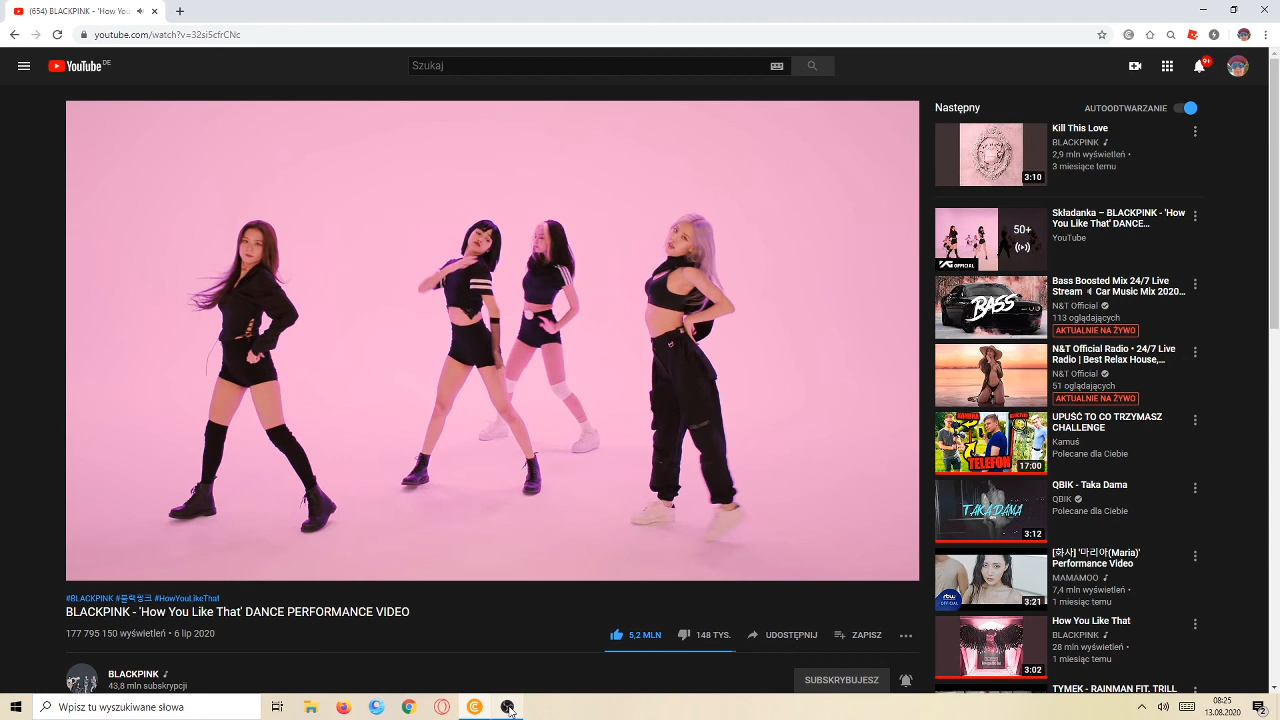 (654) BLACKPINK - 'How You
youtube.com/watch?v=32si5cfrCNc
YouTube DE
Szukaj
9+
Następny
AUTOODTWARZANIE
Kill This Love
BLACKPINK
2,9 mln wyświetleń •
3 miesiące temu
3:10
Składanka – BLACKPINK - 'How
You Like That' DANCE...
YouTube
50+
OFFICIAL
Bass Boosted Mix 24/7 Live
Stream Car Music Mix 2020...
N&T Official
113 oglądających
AKTUALNIE NA ŻYWO
BASS
N&T Official Radio • 24/7 Live
Radio | Best Relax House,...
N&T Official
51 oglądających
AKTUALNIE NA ŻYWO
UPUŚĆ TO CO TRZYMASZ
CHALLENGE
Kamuś
Polecane dla Ciebie
TELEFON
17:00
QBIK - Taka Dama
QBIK
Polecane dla Ciebie
TAKA DAMA
3:12
[화사] '마리아(Maria)'
Performance Video
MAMAMOO
7,4 mln wyświetleń •
1 miesiąc temu
rbw
OFFICIAL
3:21
How You Like That
BLACKPINK
28 mln wyświetleń •
1 miesiąc temu
3:02
TYMEK - RAINMAN FIT. TRILL
#BLACKPINK #블랙핑크 #HowYouLikeThat
BLACKPINK - 'How You Like That' DANCE PERFORMANCE VIDEO
177 795 150 wyświetleń • 6 lip 2020
5,2 MLN
148 TYS.
UDOSTĘPNIJ
ZAPISZ
BLACKPINK
43,8 mln subskrypcji
SUBSKRYBUJESZ
Wpisz tu wyszukiwane słowa
08:25
13.08.2020
2